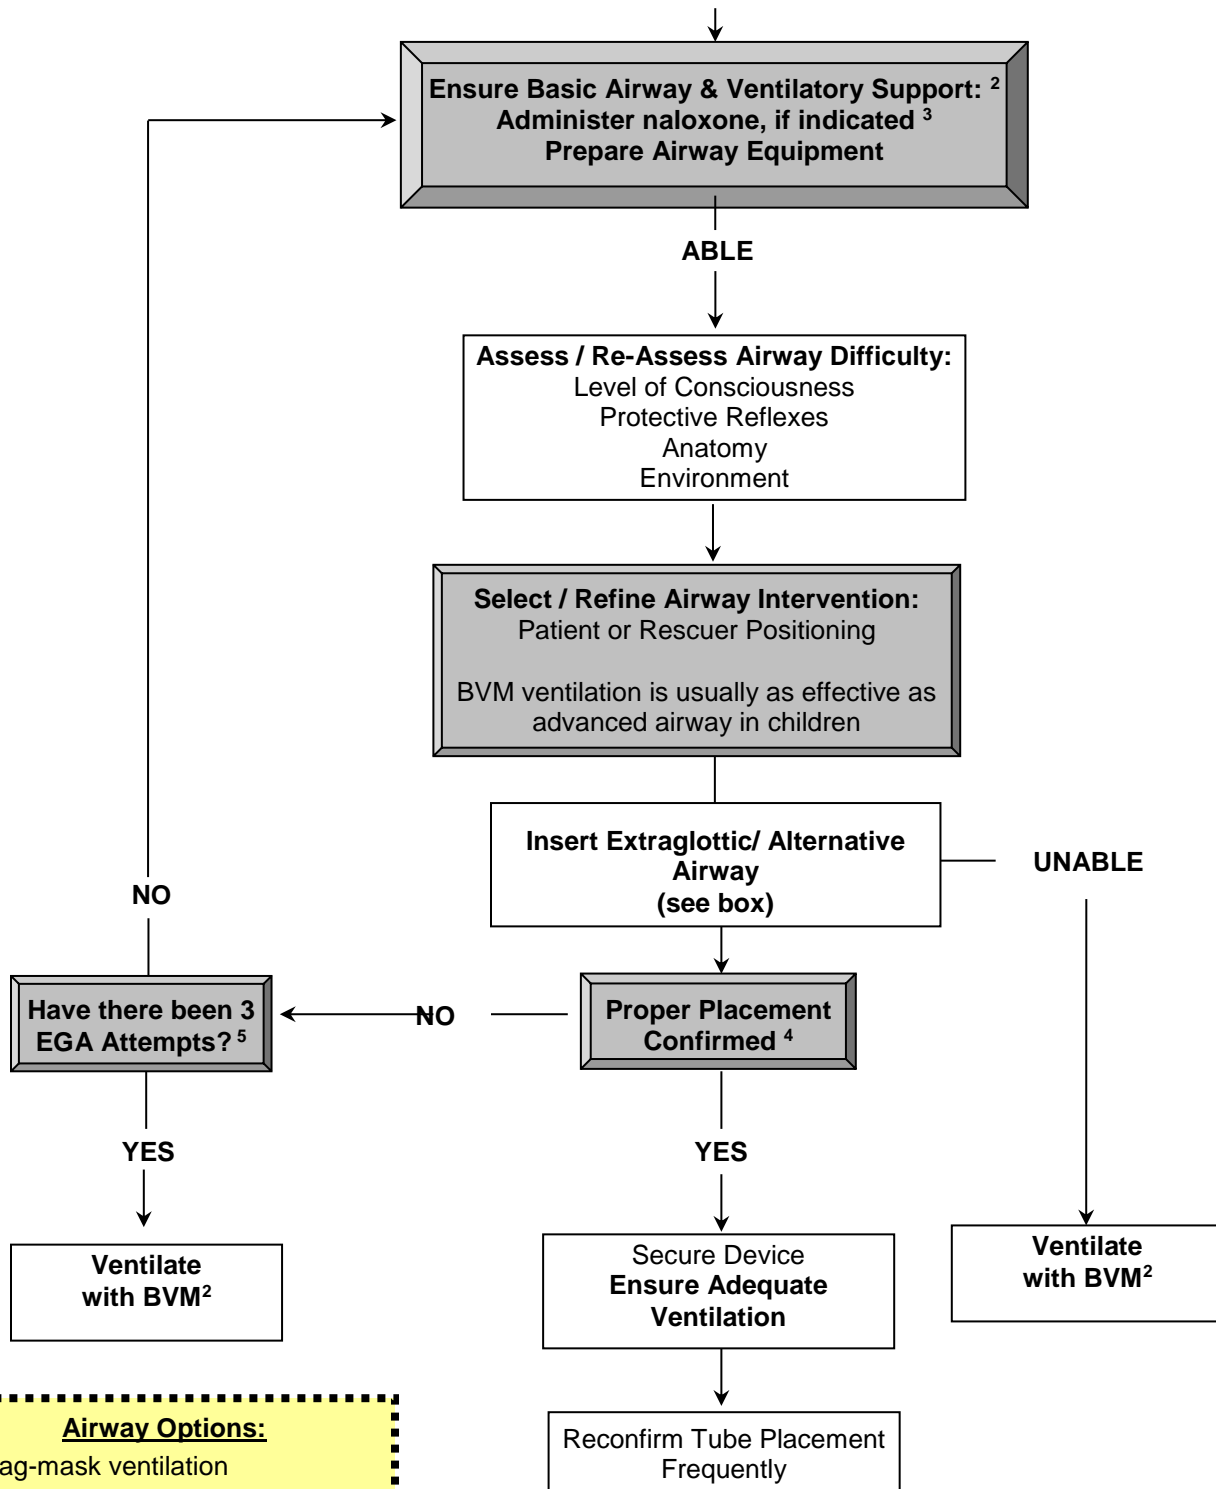 Ensure Basic Airway & Ventilatory Support: 2
Administer naloxone, if indicated 3
Prepare Airway Equipment
ABLE
Assess / Re-Assess Airway Difficulty:
Level of Consciousness
Protective Reflexes
Anatomy
Environment
Select / Refine Airway Intervention:
Patient or Rescuer Positioning
BVM ventilation is usually as effective as
advanced airway in children
Insert Extraglottic/ Alternative
Airway
(see box)
UNABLE
NO
Have there been 3
EGA Attempts? 5
NO
Proper Placement
Confirmed 4
YES
YES
Ventilate
with BVM2
Secure Device
Ensure Adequate
Ventilation
Ventilate
with BVM2
Airway Options:
ag-mask ventilation
Reconfirm Tube Placement
Frequently